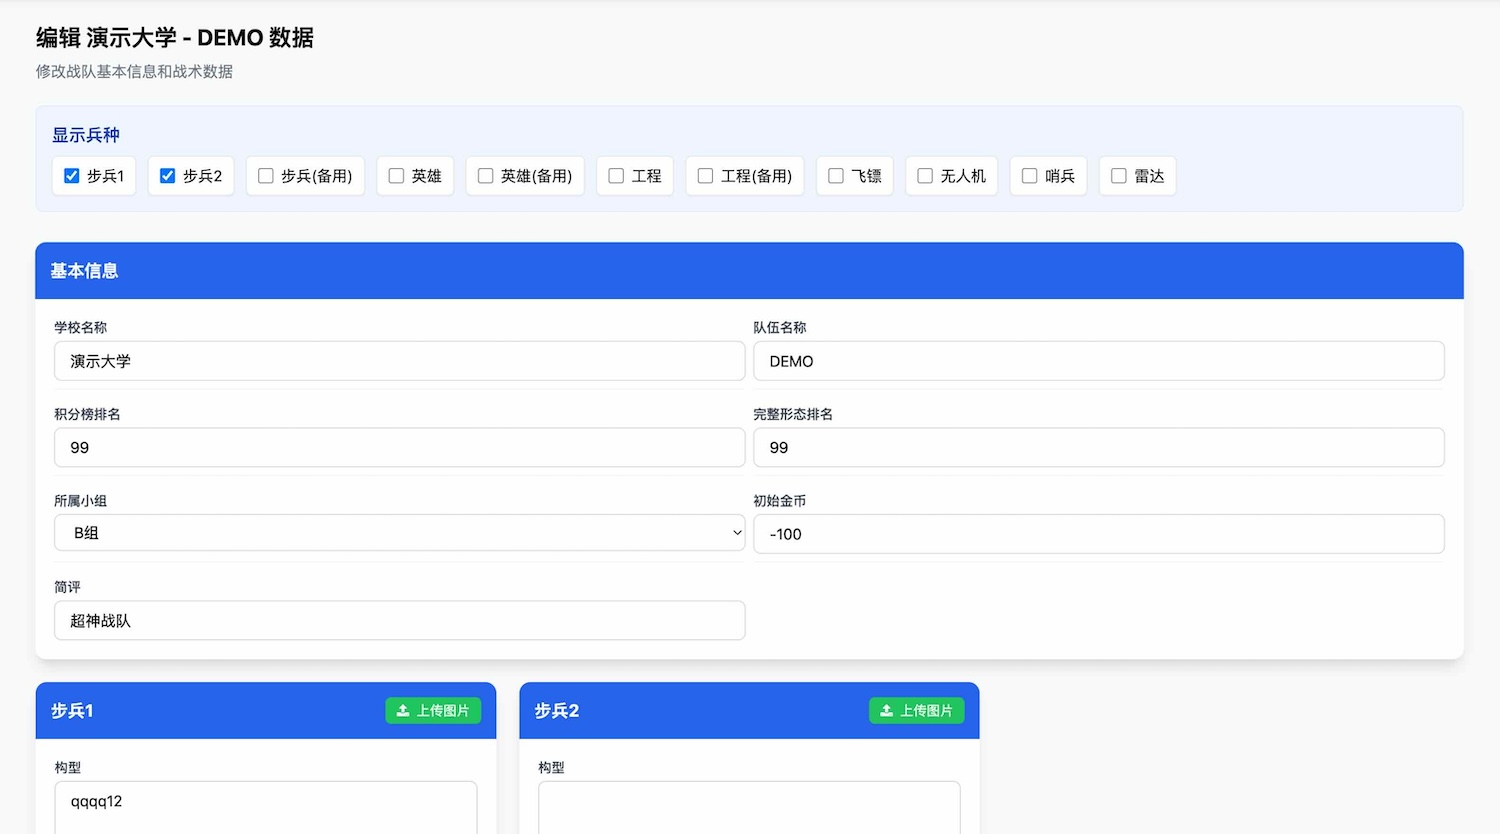 编辑 演示大学 - DEMO 数据
修改战队基本信息和战术数据
显示兵种
步兵1 步兵2 步兵(备用) 英雄 英雄(备用) 工程 工程(备用) 飞镖 无人机 哨兵 雷达
基本信息
学校名称 队伍名称
演示大学 DEMO
积分榜排名 完整形态排名
99 99
所属小组 初始金币
B组 -100
简评
超神战队
步兵1 上传图片 步兵2 上传图片
构型 构型
qqqq12